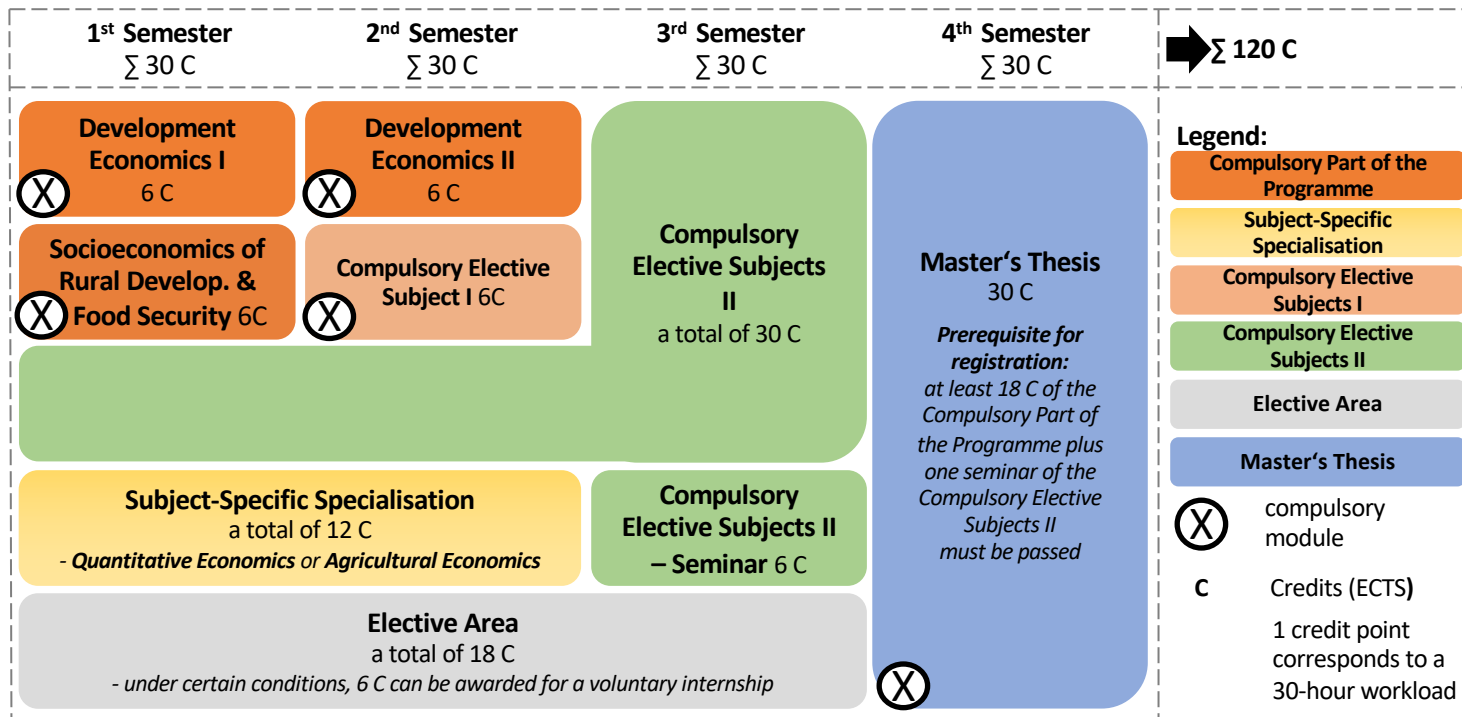 1st Semester
∑ 30 C
2nd Semester
∑ 30 C
3rd Semester
∑ 30 C
4th Semester
∑ 30 C
∑ 120 C
Development
Economics I
6 C
X
Development
Economics II
6 C
X
Socioeconomics of
Rural Develop. &
Food Security 6C
X
Compulsory Elective
Subject I 6C
X
Compulsory
Elective Subjects
II
a total of 30 C
Subject-Specific Specialisation
a total of 12 C
- Quantitative Economics or Agricultural Economics
Compulsory
Elective Subjects II
– Seminar 6 C
Elective Area
a total of 18 C
- under certain conditions, 6 C can be awarded for a voluntary internship
Master‘s Thesis
30 C
Prerequisite for
registration:
at least 18 C of the
Compulsory Part of
the Programme plus
one seminar of the
Compulsory Elective
Subjects II
must be passed
X
Legend:
Compulsory Part of the
Programme
Subject-Specific
Specialisation
Compulsory Elective
Subjects I
Compulsory Elective
Subjects II
Elective Area
Master‘s Thesis
X
compulsory
module
C Credits (ECTS)
1 credit point
corresponds to a
30-hour workload